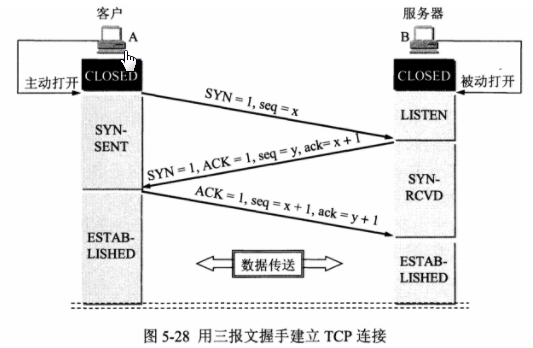 客户
服务器
A
B
CLOSED
CLOSED
主动打开
被动打开
SYN = 1, seq = x
LISTEN
SYN-
SENT
SYN = 1, ACK = 1, seq = y, ack= x + 1
SYN-
RCVD
ACK = 1, seq = x + 1, ack = y + 1
ESTAB-
LISHED
数据传送
ESTAB-
LISHED
图 5-28 用三报文握手建立 TCP 连接